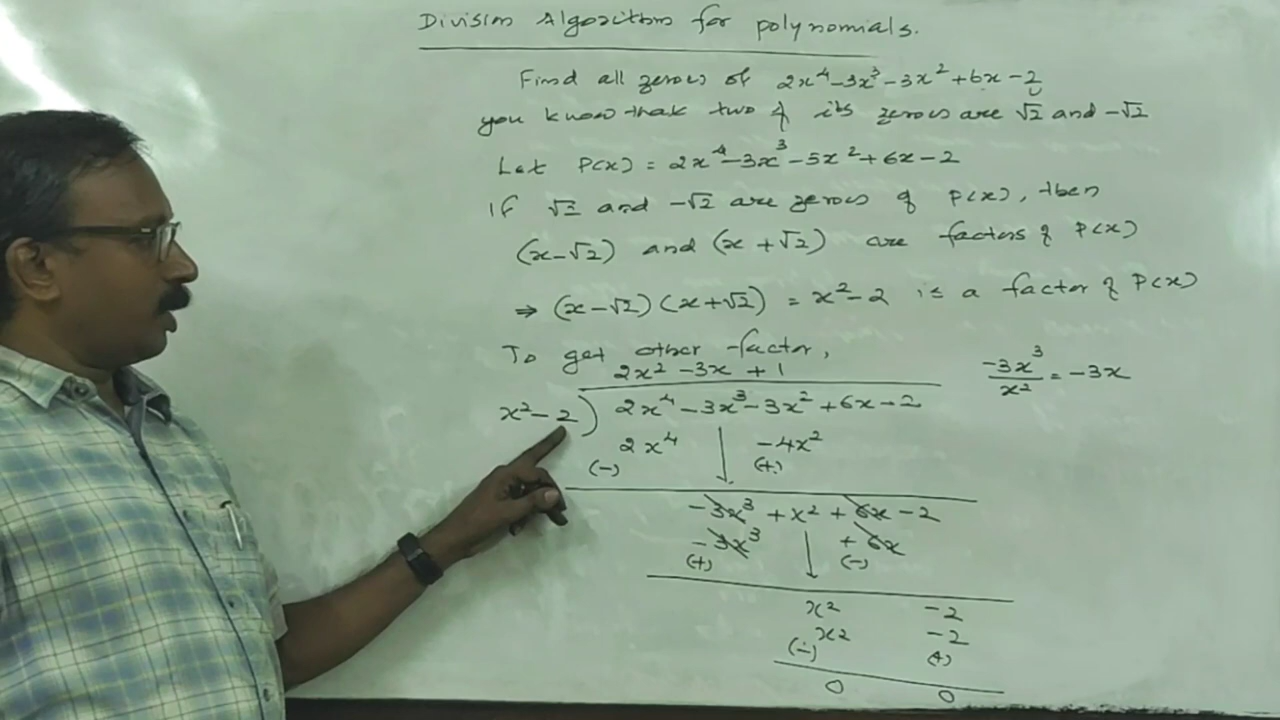 Division Algorithm for polynomials.
Find all zeroes of 2x⁴-3x³-3x²+6x-2
you know that two of its zeroes are √2 and -√2
Let P(x) = 2x⁴-3x³-3x²+6x-2
If √2 and -√2 are zeroes of P(x), then
(x-√2) and (x+√2) are factors of P(x)
⇒ (x-√2)(x+√2) = x²-2 is a factor of P(x)
To get other factor,
2x² -3x +1
x²-2 ) 2x⁴-3x³-3x²+6x-2
2x⁴ -4x²
(-) (+)
-3x³ + x² + 6x - 2
-3x³ + 6x
(+) (-)
x² -2
x² -2
(-) (+)
0 0
-3x³/x² = -3x